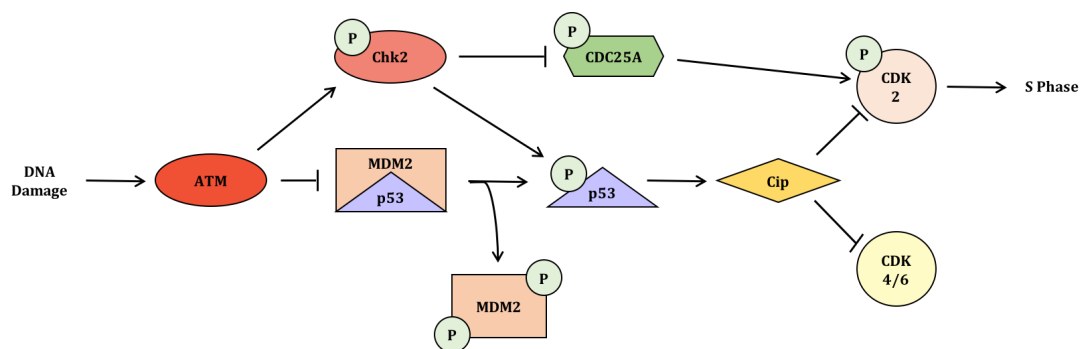 P
Chk2
P
CDC25A
P
CDK
2
S Phase
DNA
Damage
ATM
MDM2
p53
P
p53
Cip
CDK
4/6
P
MDM2
P